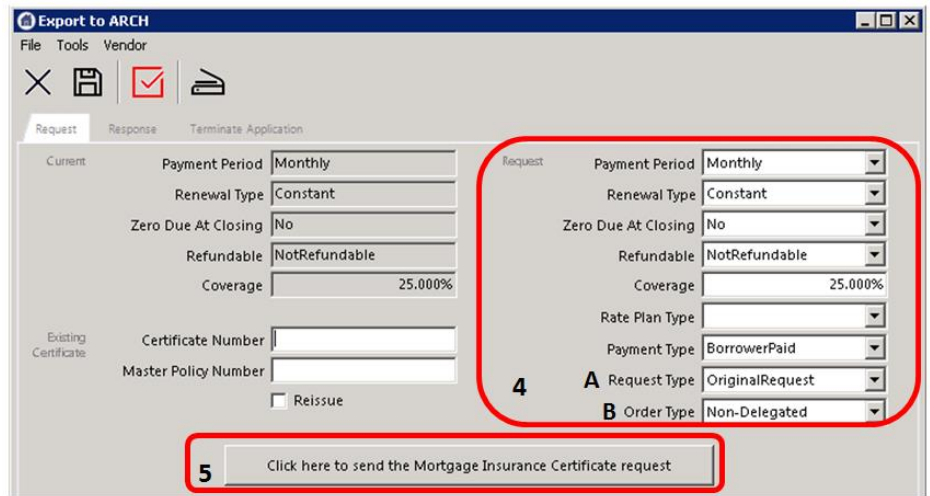 Export to ARCH
File Tools Vendor
Request Response Terminate Application
Current
Payment Period Monthly
Renewal Type Constant
Zero Due At Closing No
Refundable NotRefundable
Coverage 25.000%
Existing
Certificate
Certificate Number
Master Policy Number
Reissue
Request
Payment Period Monthly
Renewal Type Constant
Zero Due At Closing No
Refundable NotRefundable
Coverage 25.000%
Rate Plan Type
Payment Type BorrowerPaid
A Request Type OriginalRequest
4
B Order Type Non-Delegated
5 Click here to send the Mortgage Insurance Certificate request